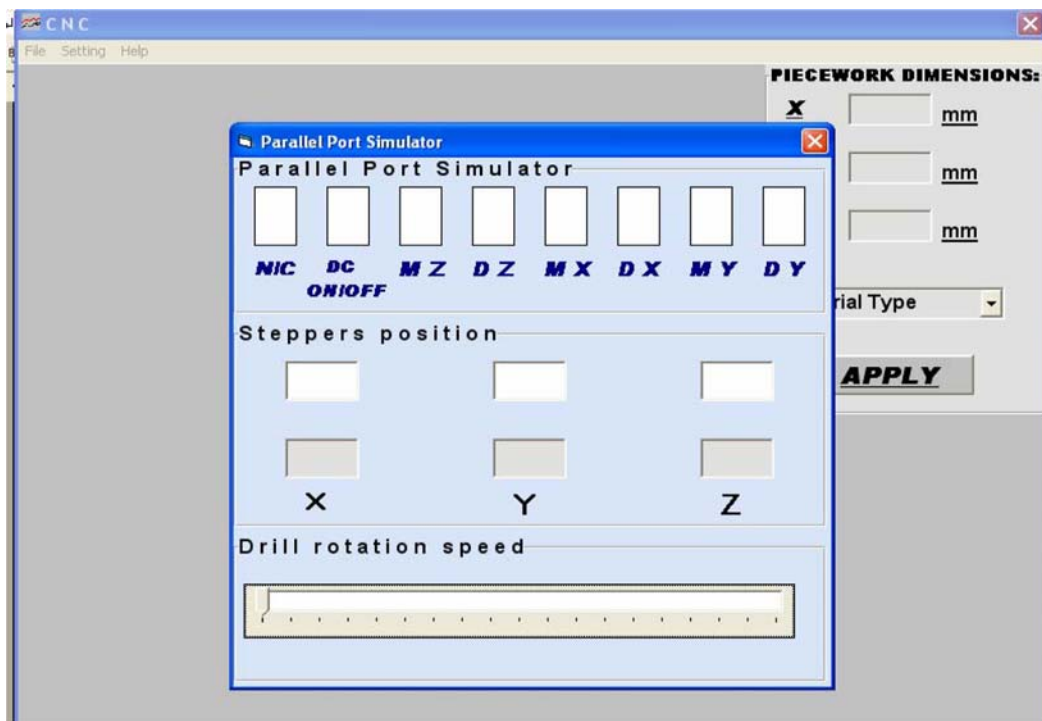 C N C
File Setting Help
PIECEWORK DIMENSIONS:
X mm
mm
mm
rial Type
APPLY
Parallel Port Simulator
Parallel Port Simulator
N/C DC ON/OFF M Z D Z M X D X M Y D Y
Steppers position
X Y Z
Drill rotation speed